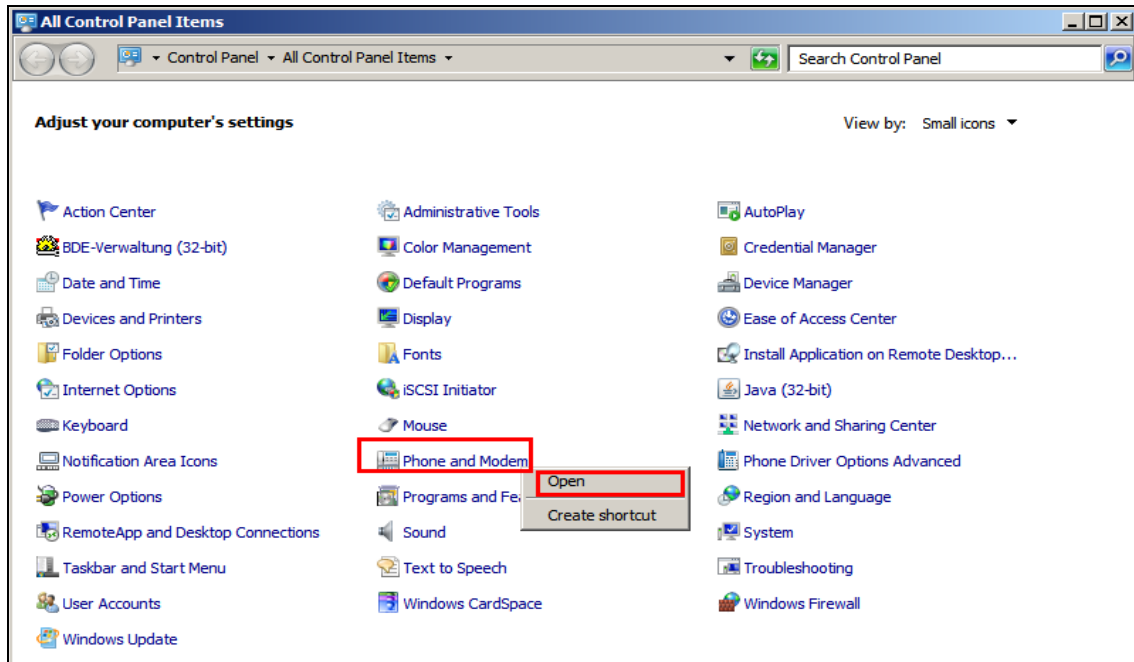 All Control Panel Items
Control Panel All Control Panel Items
Search Control Panel
Adjust your computer's settings
View by: Small icons
Action Center
Administrative Tools
AutoPlay
BDE-Verwaltung (32-bit)
Color Management
Credential Manager
Date and Time
Default Programs
Device Manager
Devices and Printers
Display
Ease of Access Center
Folder Options
Fonts
Install Application on Remote Desktop...
Internet Options
iSCSI Initiator
Java (32-bit)
Keyboard
Mouse
Network and Sharing Center
Notification Area Icons
Phone and Modem
Phone Driver Options Advanced
Open
Power Options
Programs and Fe
Region and Language
Create shortcut
RemoteApp and Desktop Connections
Sound
System
Taskbar and Start Menu
Text to Speech
Troubleshooting
User Accounts
Windows CardSpace
Windows Firewall
Windows Update